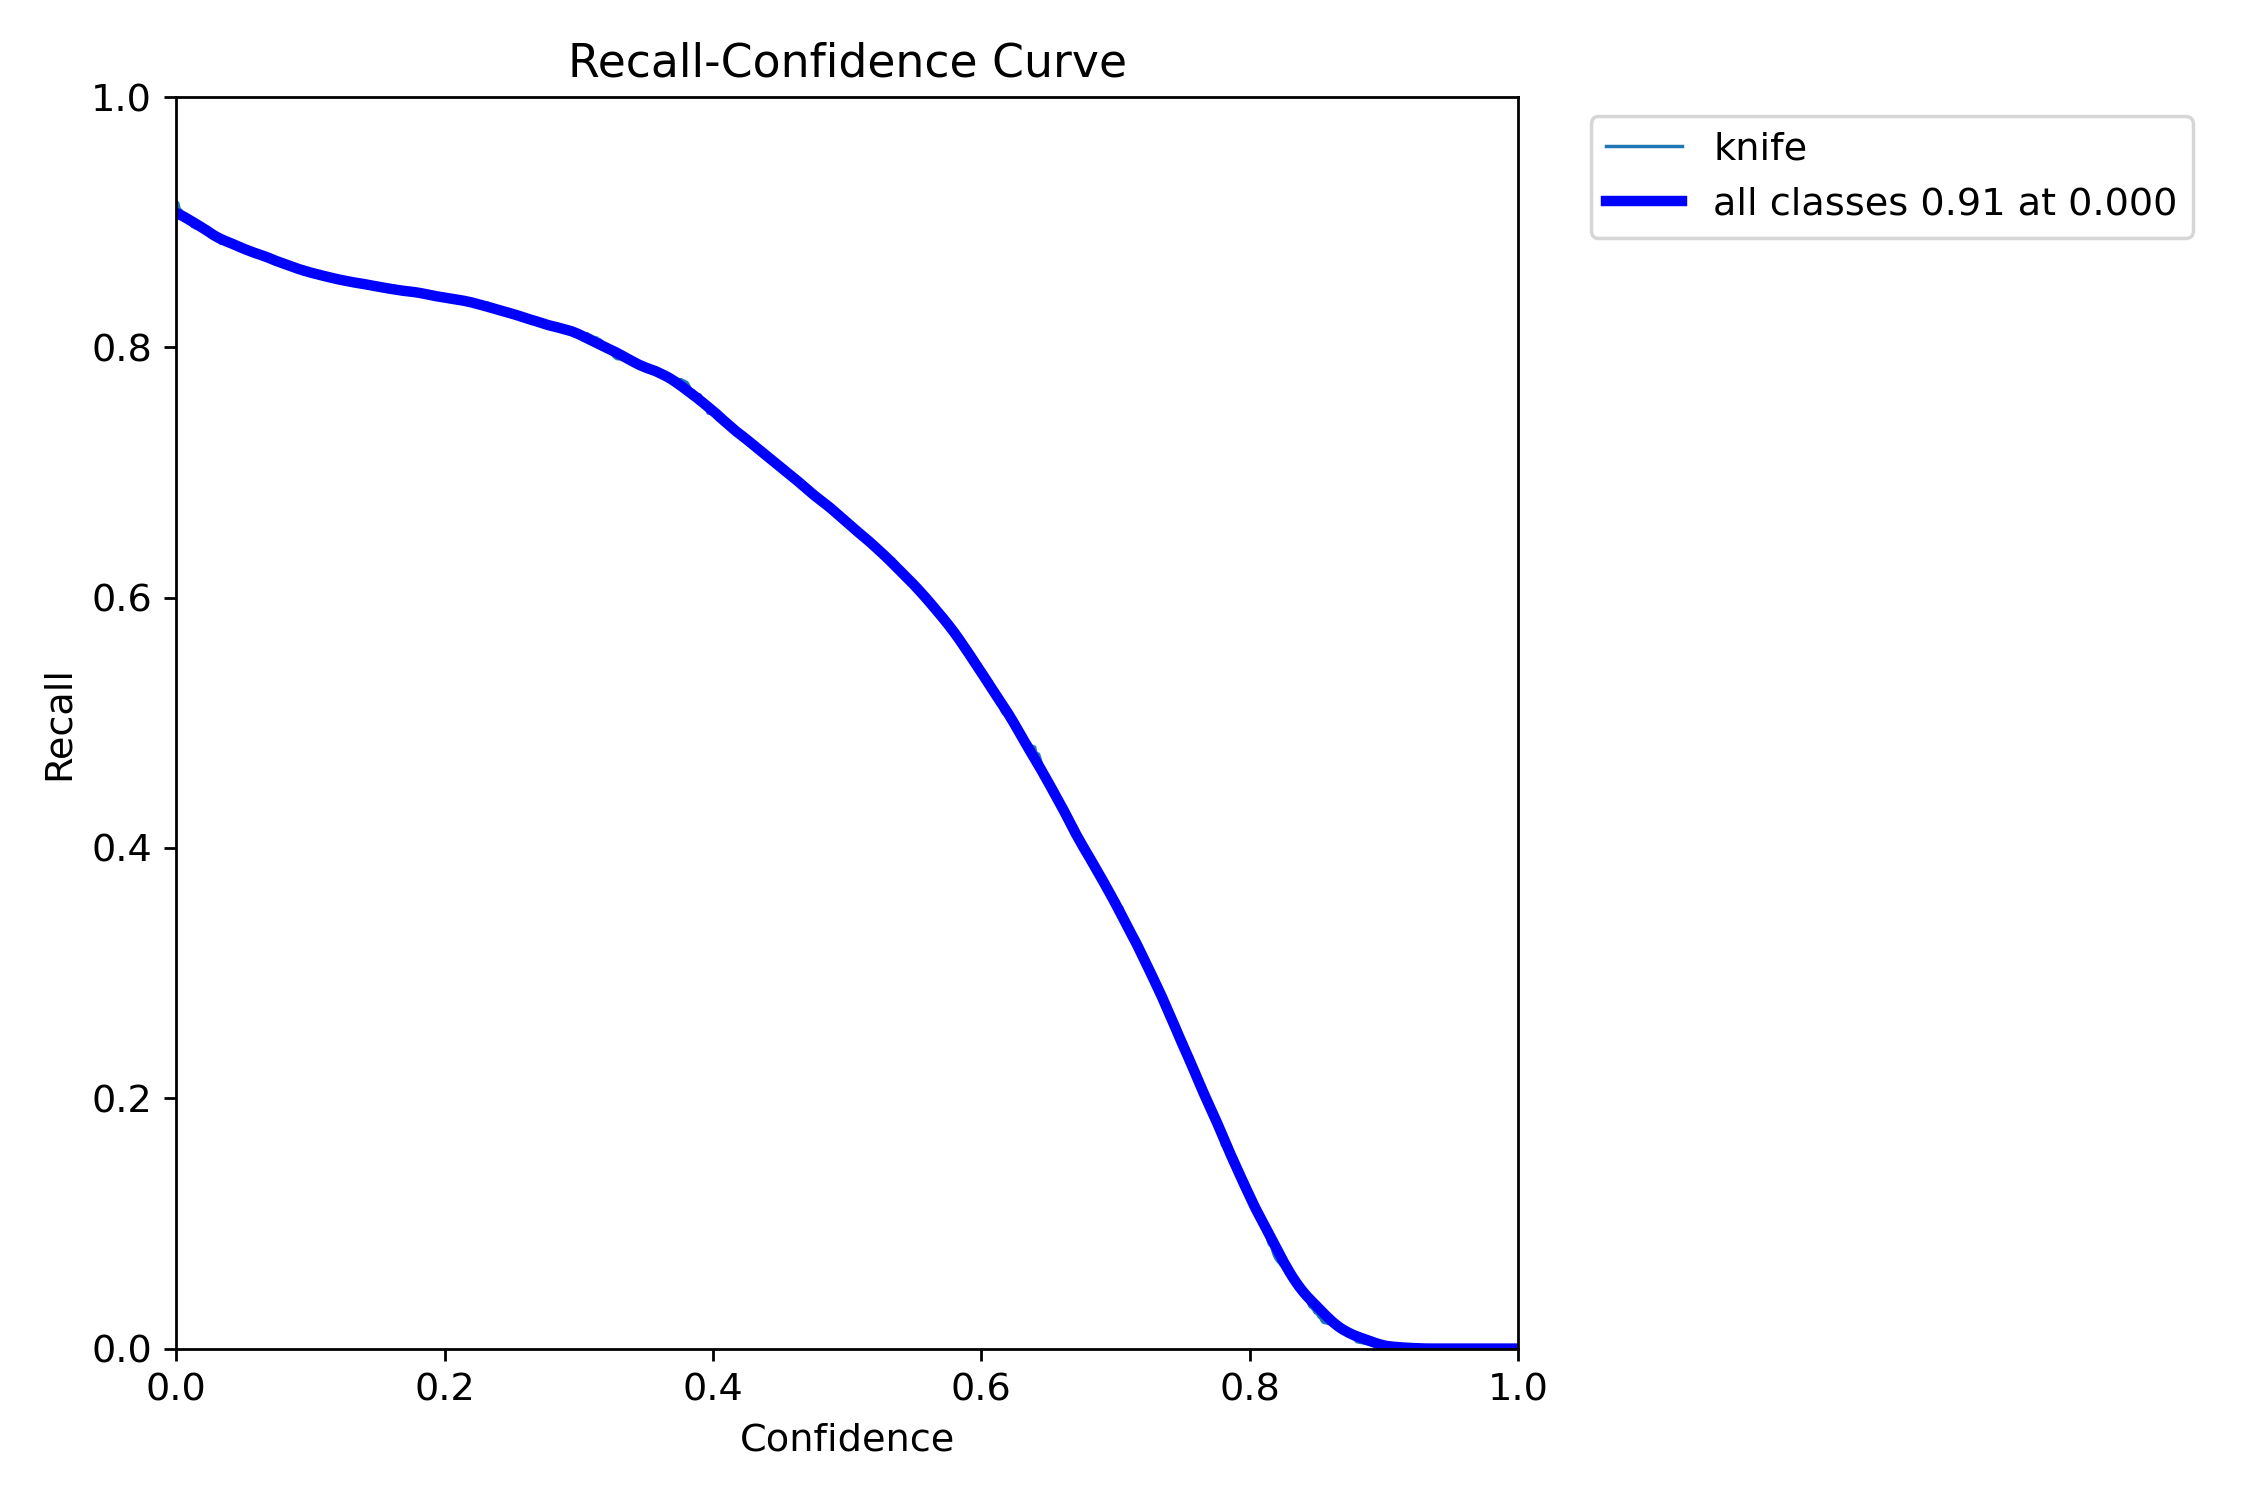 Recall-Confidence Curve
1.0
0.8
0.6
0.4
0.2
0.0
Recall
0.0 0.2 0.4 0.6 0.8 1.0
Confidence
knife
all classes 0.91 at 0.000